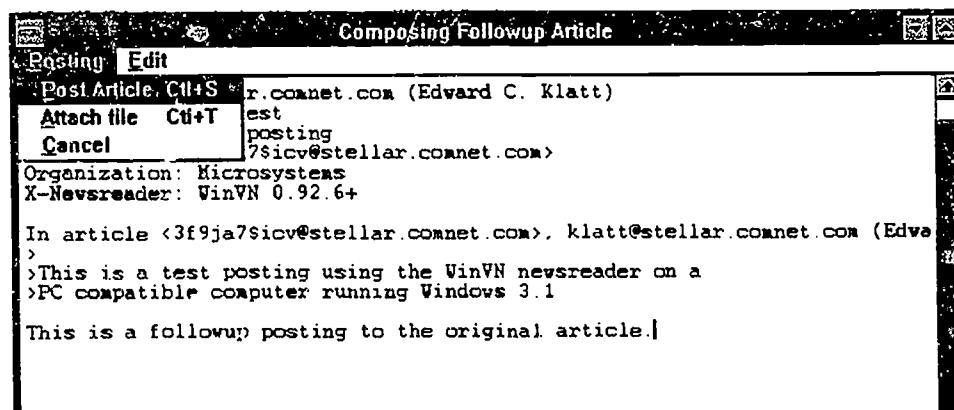 Composing Followup Article
Posting Edit
Post Article Ctl+S
Attach file Ctl+T
Cancel
r.comnet.com (Edward C. Klatt)
est
posting
7$icv@stellar.comnet.com>
Organization: Microsystems
X-Newsreader: WinVN 0.92.6+
In article <3f9ja7$icv@stellar.comnet.com>, klatt@stellar.comnet.com (Edwa
>
>This is a test posting using the WinVN newsreader on a
>PC compatible computer running Windows 3.1
This is a followup posting to the original article.